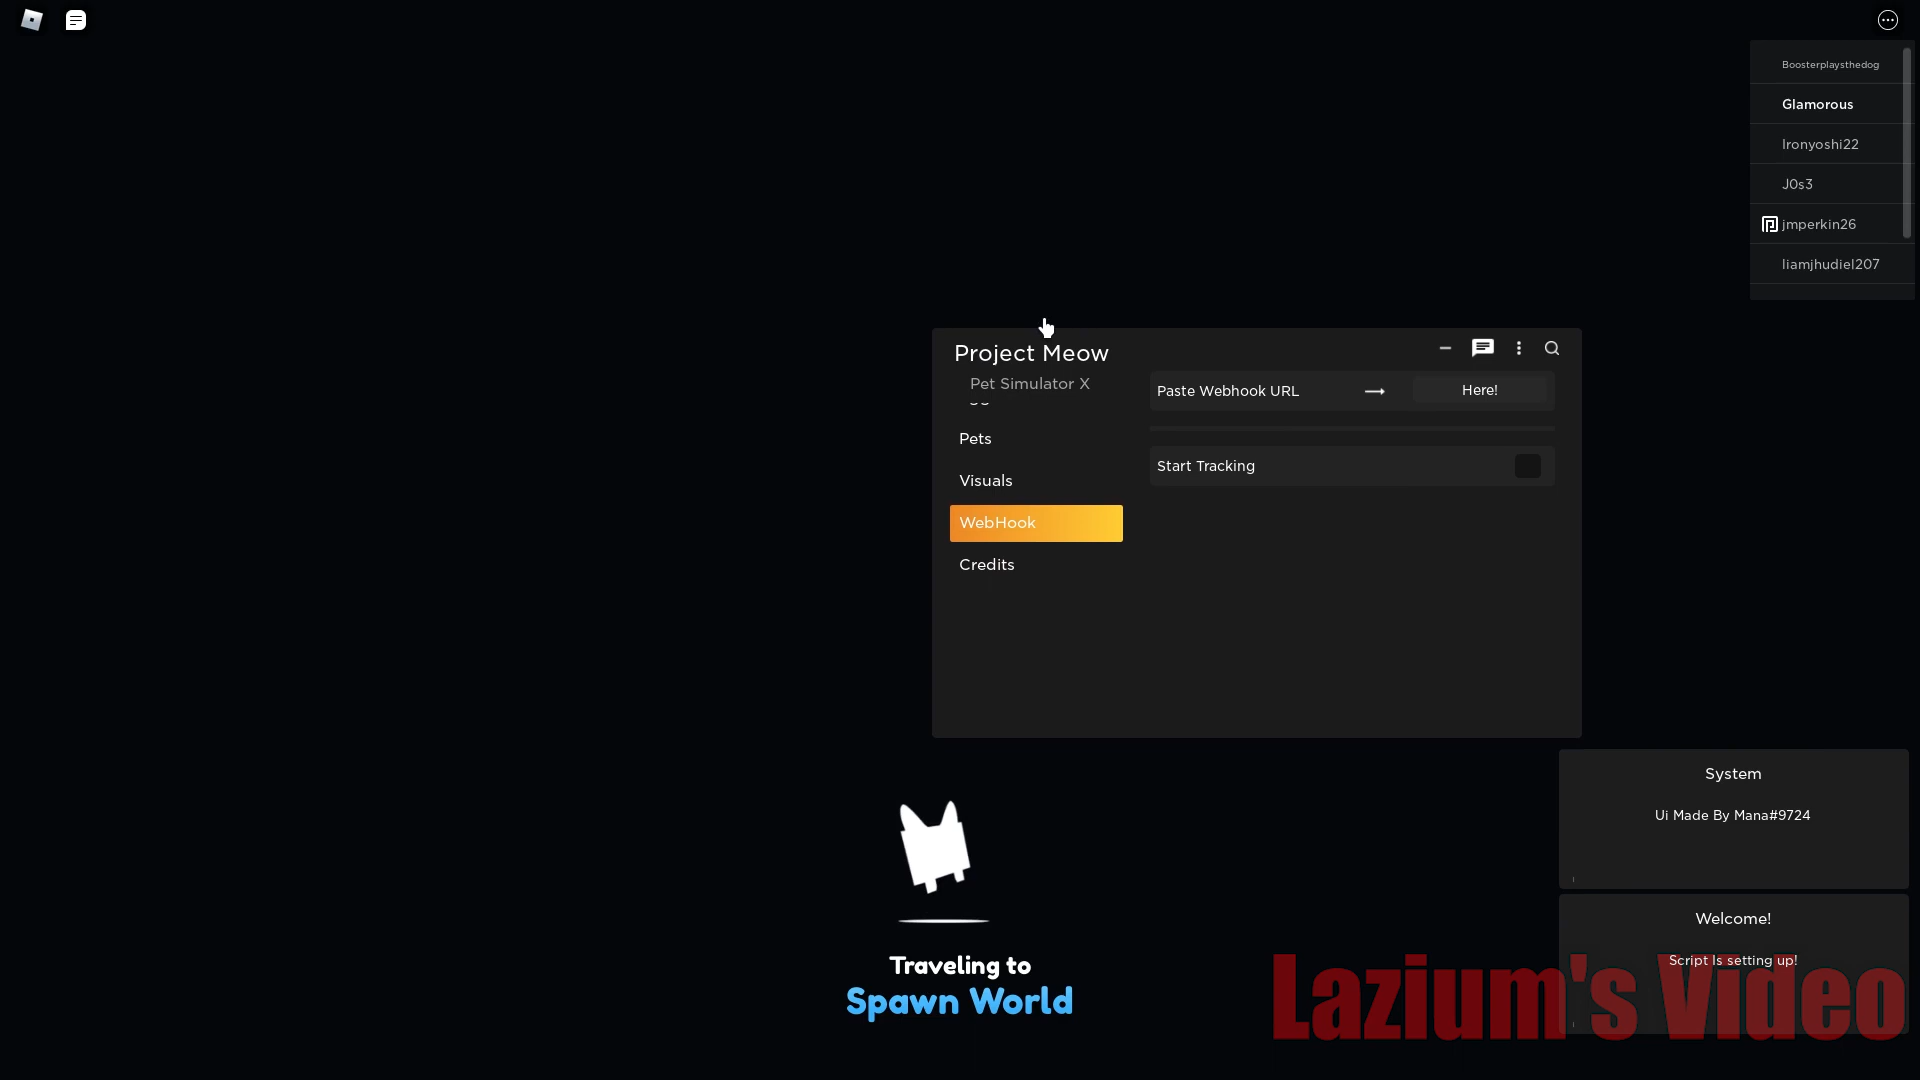 Boosterplaysthedog
Glamorous
Ironyoshi22
J0s3
jmperkin26
liamjhudiel207
Project Meow
Pet Simulator X
Pets
Visuals
WebHook
Credits
Paste Webhook URL
Here!
Start Tracking
System
Ui Made By Mana#9724
Welcome!
Script Is setting up!
Traveling to
Spawn World
Lazium's Video